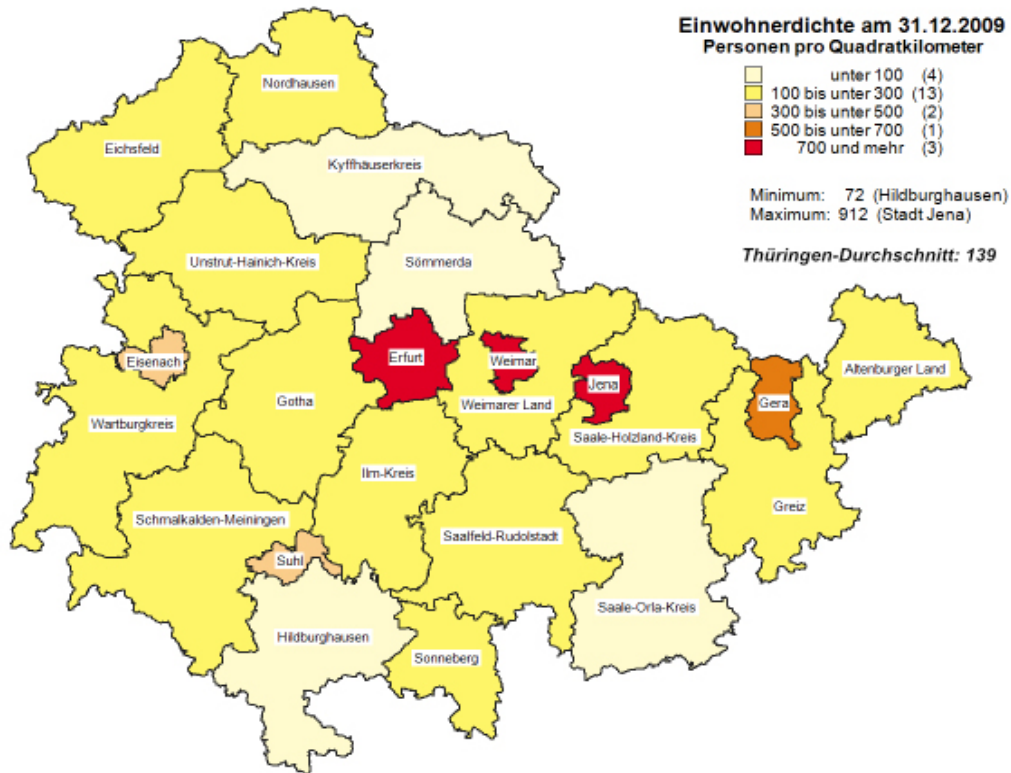 Einwohnerdichte am 31.12.2009
Personen pro Quadratkilometer
unter 100 (4)
100 bis unter 300 (13)
300 bis unter 500 (2)
500 bis unter 700 (1)
700 und mehr (3)
Minimum: 72 (Hildburghausen)
Maximum: 912 (Stadt Jena)
Thüringen-Durchschnitt: 139
Nordhausen
Eichsfeld
Kyffhäuserkreis
Unstrut-Hainich-Kreis
Sömmerda
Eisenach
Erfurt
Weimar
Jena
Gera
Altenburger Land
Gotha
Weimarer Land
Wartburgkreis
Saale-Holzland-Kreis
Ilm-Kreis
Greiz
Schmalkalden-Meiningen
Saalfeld-Rudolstadt
Suhl
Saale-Orla-Kreis
Hildburghausen
Sonneberg